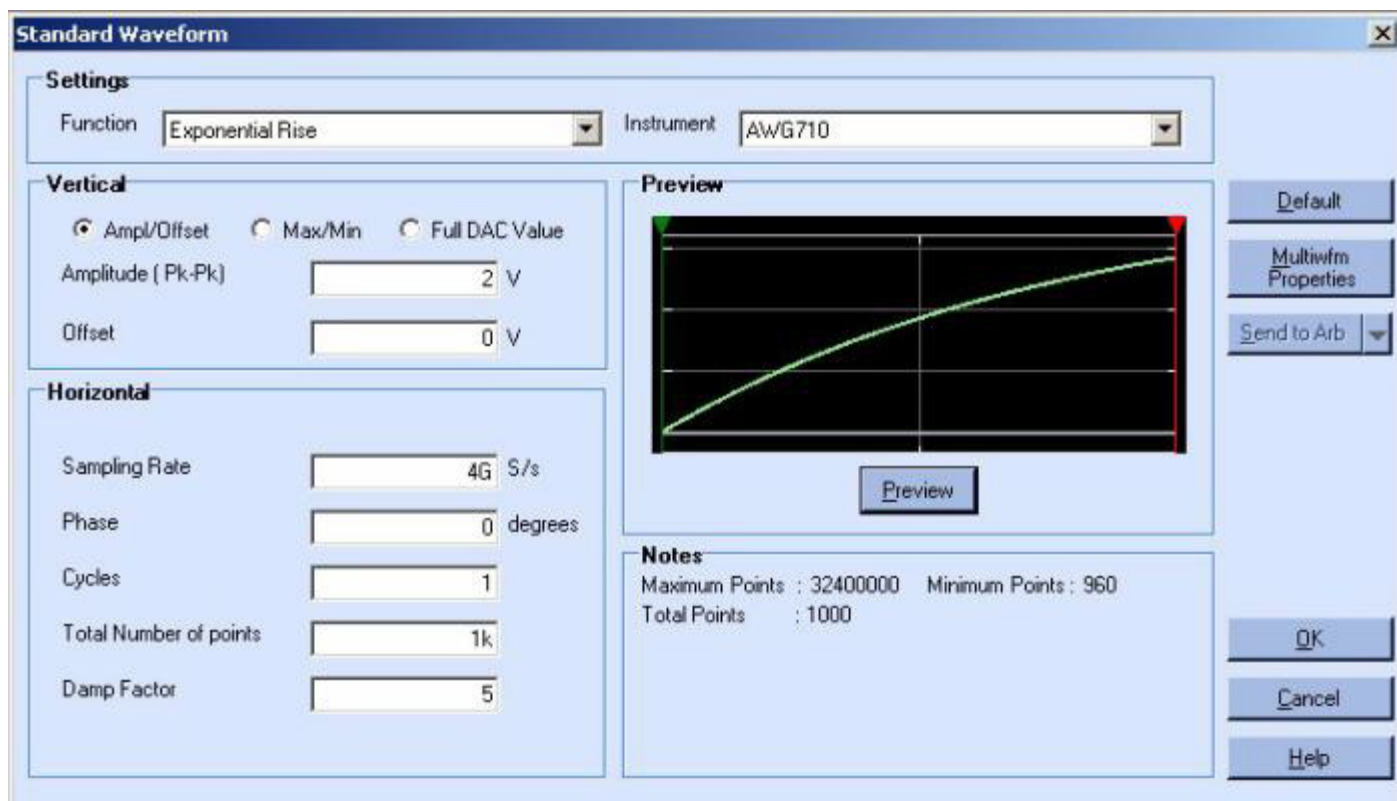 Standard Waveform
Settings
Function Exponential Rise Instrument AWG710
Vertical
Ampl/Offset Max/Min Full DAC Value
Amplitude ( Pk-Pk) 2 V
Offset 0 V
Horizontal
Sampling Rate 4G S/s
Phase 0 degrees
Cycles 1
Total Number of points 1k
Damp Factor 5
Preview
Preview
Notes
Maximum Points : 32400000 Minimum Points : 960
Total Points : 1000
Default
Multiwfm
Properties
Send to Arb
OK
Cancel
Help